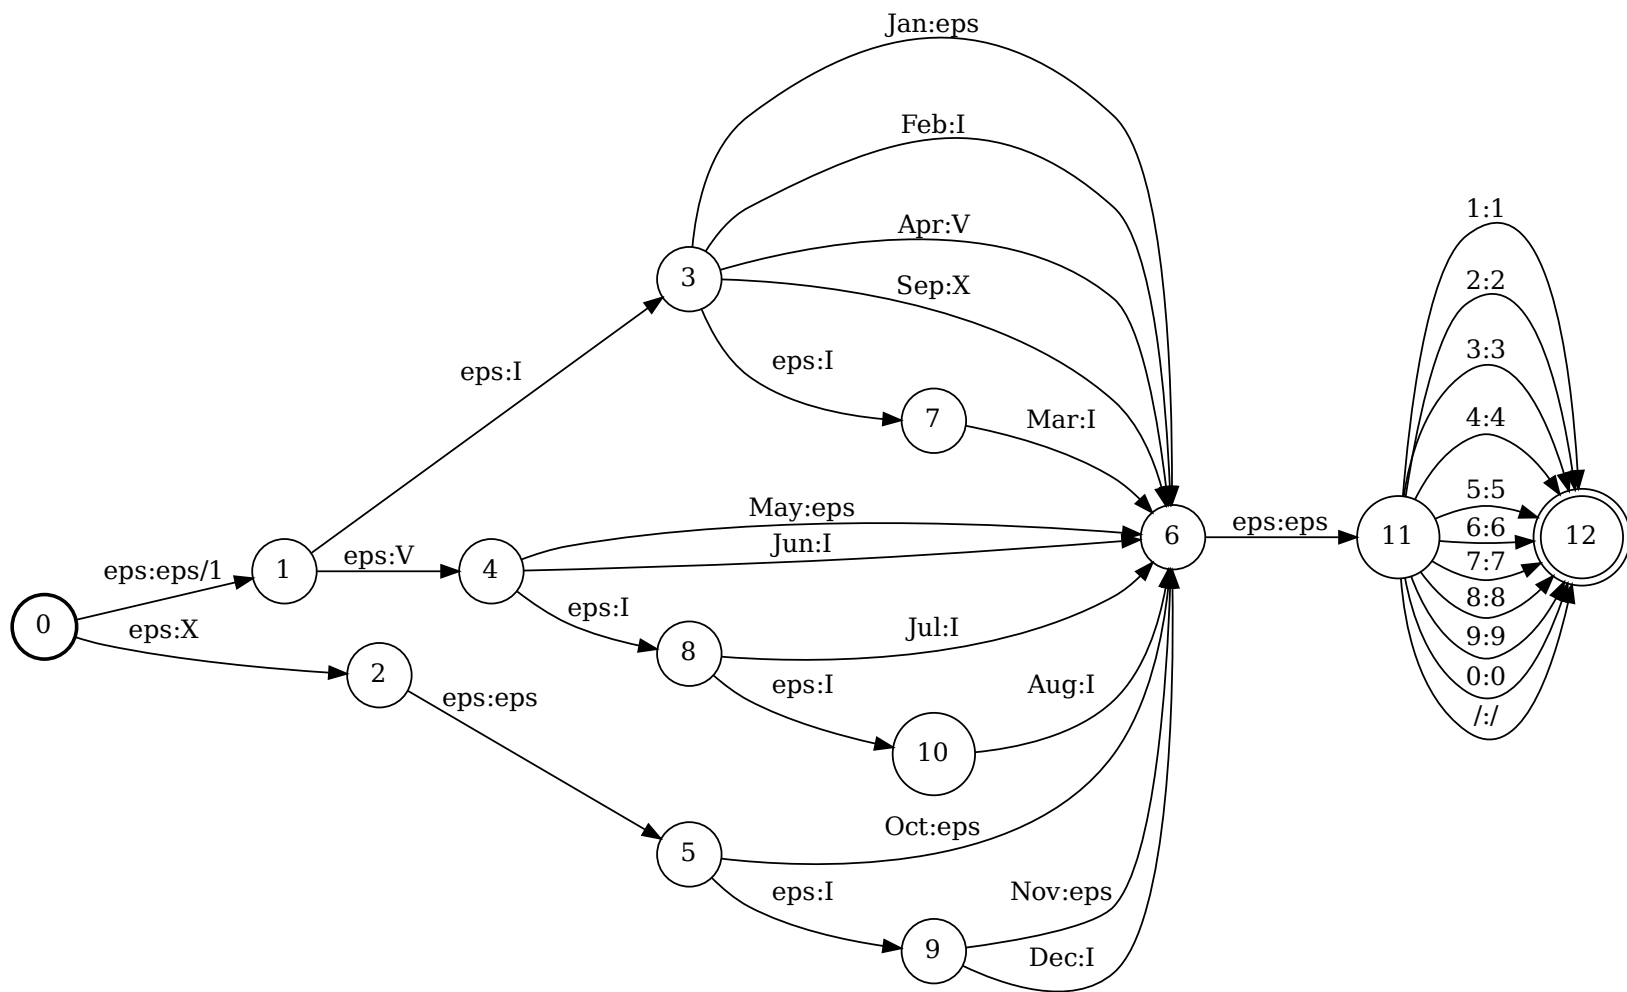 Jan:eps
Feb:I
Apr:V
Sep:X
eps:I
Mar:I
eps:I
May:eps
Jun:I
eps:V
eps:eps/1
eps:X
eps:I
Jul:I
eps:eps
eps:I
Aug:I
Oct:eps
eps:I
Nov:eps
Dec:I
eps:eps
1:1
2:2
3:3
4:4
5:5
6:6
7:7
8:8
9:9
0:0
/:/
0
1
2
3
4
5
6
7
8
9
10
11
12